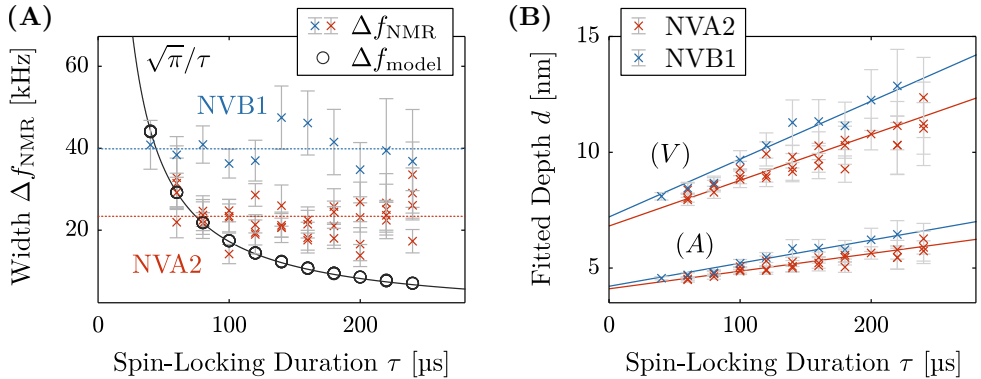 (A)
Width Δf_NMR [kHz]
60
40
20
0
100
200
Spin-Locking Duration τ [µs]
√π/τ
Δf_NMR
Δf_model
NVB1
NVA2
(B)
Fitted Depth d [nm]
15
10
5
0
100
200
Spin-Locking Duration τ [µs]
NVA2
NVB1
(V)
(A)